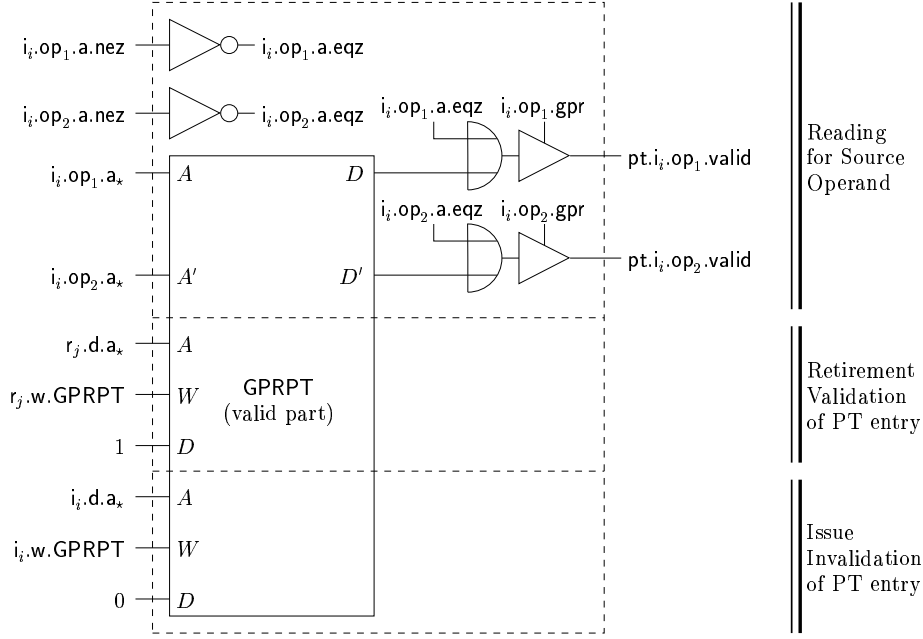 i_i.op_1.a.nez
i_i.op_1.a.eqz
i_i.op_2.a.nez
i_i.op_2.a.eqz
i_i.op_1.a.eqz
i_i.op_1.gpr
i_i.op_1.a_⋆
A
D
pt.i_i.op_1.valid
i_i.op_2.a.eqz
i_i.op_2.gpr
i_i.op_2.a_⋆
A′
D′
pt.i_i.op_2.valid
Reading
for Source
Operand
r_j.d.a_⋆
A
r_j.w.GPRPT
W
GPRPT
(valid part)
1
D
Retirement
Validation
of PT entry
i_i.d.a_⋆
A
i_i.w.GPRPT
W
0
D
Issue
Invalidation
of PT entry